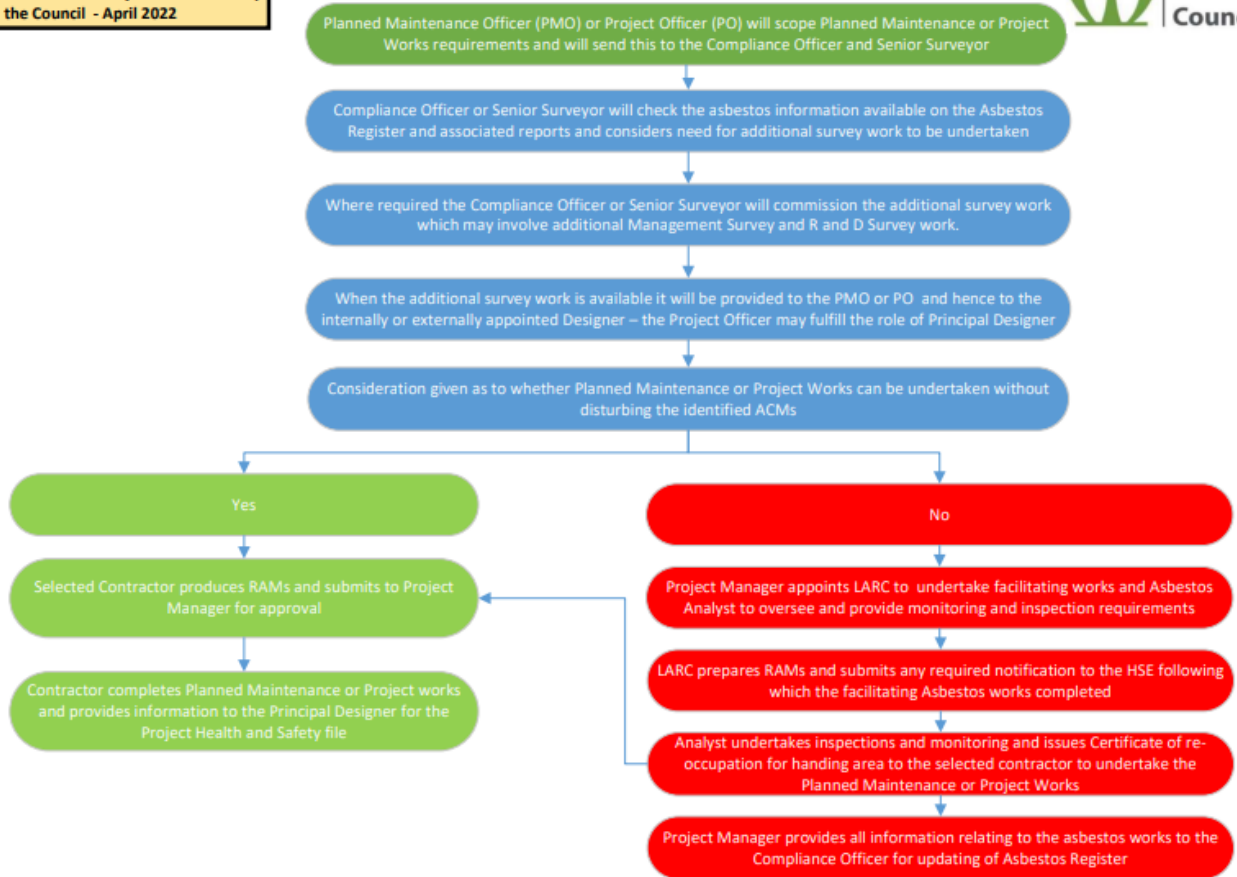 the Council - April 2022
Coun
Planned Maintenance Officer (PMO) or Project Officer (PO) will scope Planned Maintenance or Project
Works requirements and will send this to the Compliance Officer and Senior Surveyor
Compliance Officer or Senior Surveyor will check the asbestos information available on the Asbestos
Register and associated reports and considers need for additional survey work to be undertaken
Where required the Compliance Officer or Senior Surveyor will commission the additional survey work
which may involve additional Management Survey and R and D Survey work.
When the additional survey work is available it will be provided to the PMO or PO and hence to the
internally or externally appointed Designer – the Project Officer may fulfill the role of Principal Designer
Consideration given as to whether Planned Maintenance or Project Works can be undertaken without
disturbing the identified ACMs
Yes
Selected Contractor produces RAMs and submits to Project
Manager for approval
Contractor completes Planned Maintenance or Project works
and provides information to the Principal Designer for the
Project Health and Safety file
No
Project Manager appoints LARC to undertake facilitating works and Asbestos
Analyst to oversee and provide monitoring and inspection requirements
LARC prepares RAMs and submits any required notification to the HSE following
which the facilitating Asbestos works completed
Analyst undertakes inspections and monitoring and issues Certificate of re-
occupation for handing area to the selected contractor to undertake the
Planned Maintenance or Project Works
Project Manager provides all information relating to the asbestos works to the
Compliance Officer for updating of Asbestos Register